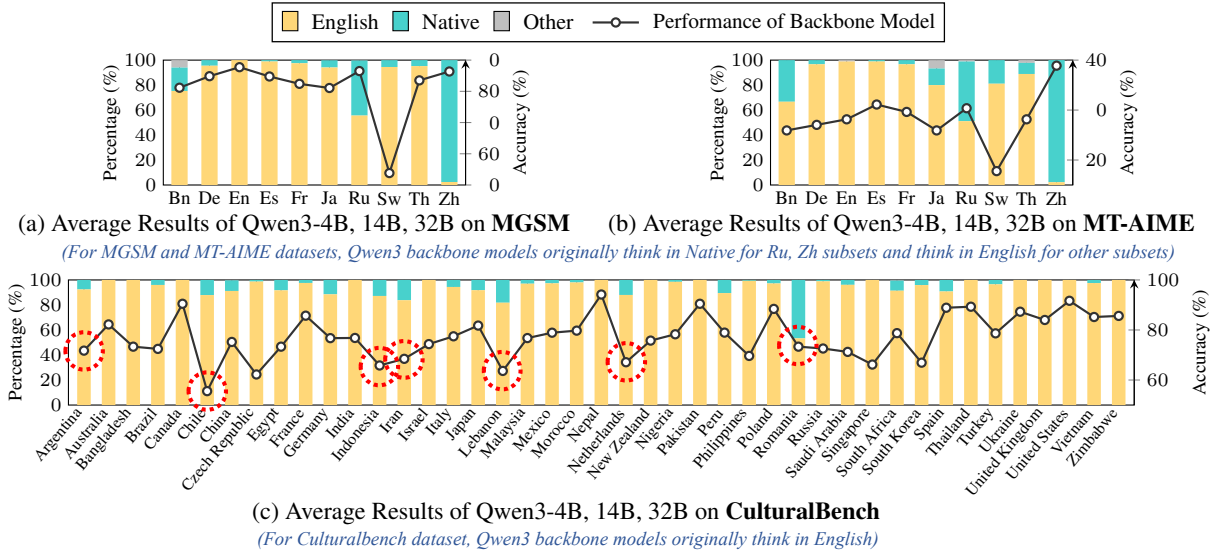 English Native Other Performance of Backbone Model
100 80 60 40 20 0
Percentage (%)
0 80 0 60 0
Accuracy (%)
Bn De En Es Fr Ja Ru Sw Th Zh
(a) Average Results of Qwen3-4B, 14B, 32B on MGSM
100 80 60 40 20 0
Percentage (%)
40 0 20
Accuracy (%)
Bn De En Es Fr Ja Ru Sw Th Zh
(b) Average Results of Qwen3-4B, 14B, 32B on MT-AIME
(For MGSM and MT-AIME datasets, Qwen3 backbone models originally think in Native for Ru, Zh subsets and think in English for other subsets)
100 80 60 40 20 0
Percentage (%)
100 80 60
Accuracy (%)
Argentina Australia Bangladesh Brazil Canada Chile China Czech Republic Egypt France Germany India Indonesia Iran Israel Italy Japan Lebanon Malaysia Mexico Morocco Nepal Netherlands New Zealand Nigeria Pakistan Peru Philippines Poland Romania Russia Saudi Arabia Singapore South Africa South Korea Spain Thailand Turkey Ukraine United Kingdom United States Vietnam Zimbabwe
(c) Average Results of Qwen3-4B, 14B, 32B on CulturalBench
(For Culturalbench dataset, Qwen3 backbone models originally think in English)